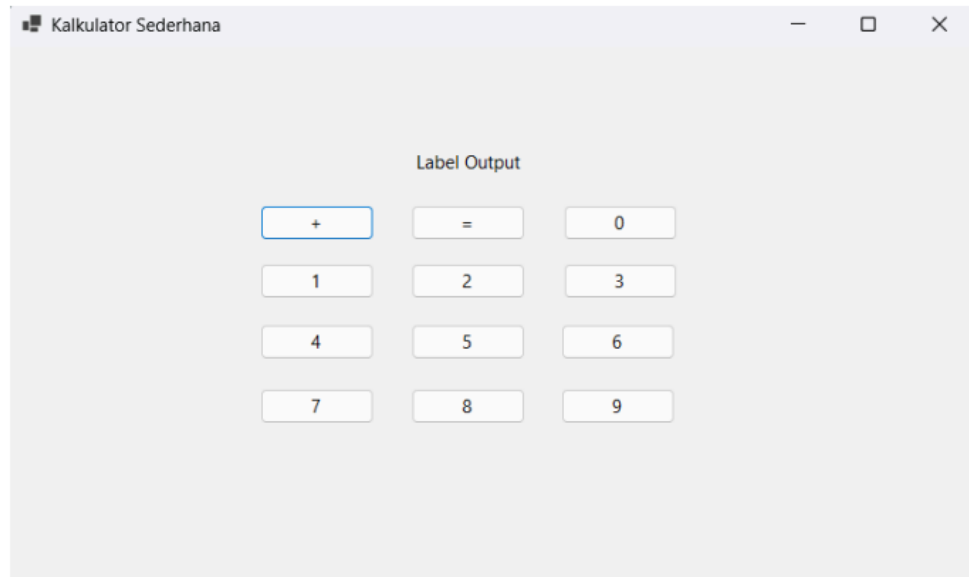 Kalkulator Sederhana
Label Output
+ = 0
1 2 3
4 5 6
7 8 9